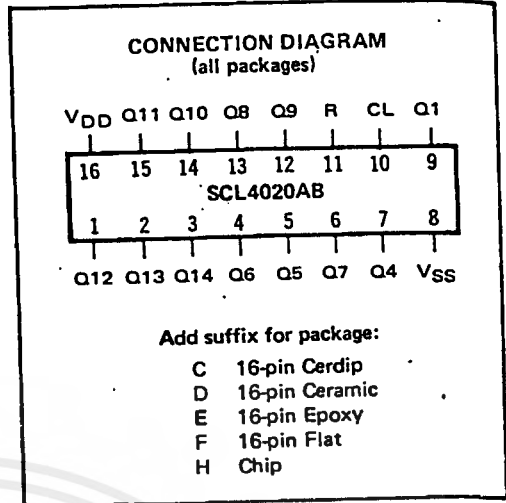 CONNECTION DIAGRAM
(all packages)
VDD Q11 Q10 Q8 Q9 R CL Q1
16 15 14 13 12 11 10 9
SCL4020AB
1 2 3 4 5 6 7 8
Q12 Q13 Q14 Q6 Q5 Q7 Q4 VSS
Add suffix for package:
C 16-pin Cerdip
D 16-pin Ceramic
E 16-pin Epoxy
F 16-pin Flat
H Chip